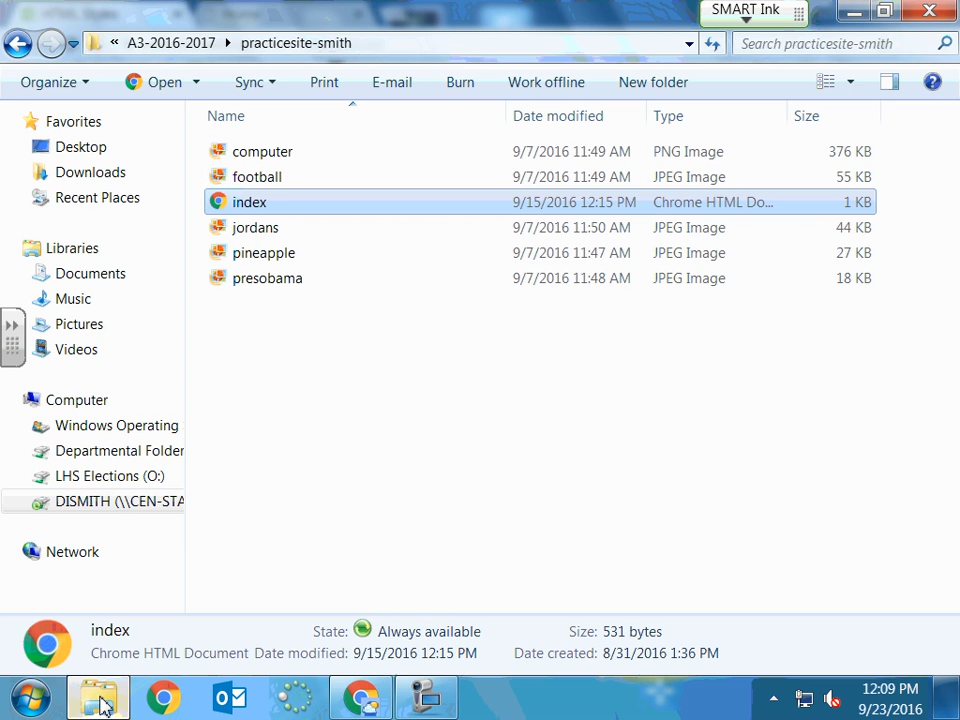 SMART Ink
« A3-2016-2017 practicesite-smith
Search practicesite-smith
Organize Open Sync Print E-mail Burn Work offline New folder
Name Date modified Type Size
Favorites
Desktop
Downloads
Recent Places
Libraries
Documents
Music
Pictures
Videos
Computer
Windows Operating
Departmental Folder
LHS Elections (O:)
DISMITH (\\CEN-STA
Network
computer 9/7/2016 11:49 AM PNG Image 376 KB
football 9/7/2016 11:49 AM JPEG Image 55 KB
index 9/15/2016 12:15 PM Chrome HTML Do... 1 KB
jordans 9/7/2016 11:50 AM JPEG Image 44 KB
pineapple 9/7/2016 11:47 AM JPEG Image 27 KB
presobama 9/7/2016 11:48 AM JPEG Image 18 KB
index State: Always available Size: 531 bytes
Chrome HTML Document Date modified: 9/15/2016 12:15 PM Date created: 8/31/2016 1:36 PM
12:09 PM
9/23/2016